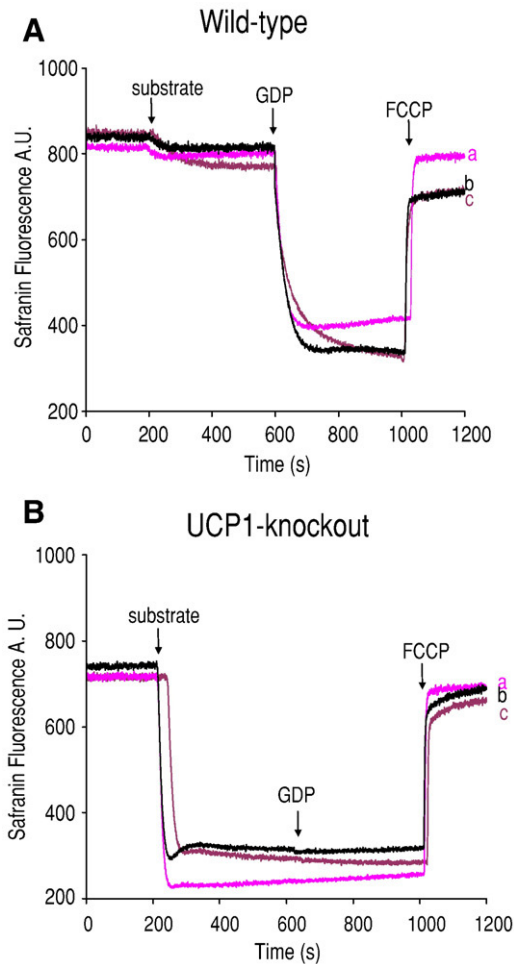 A
Wild-type
1000
800
600
400
200
Safranin Fluorescence A.U.
substrate
GDP
FCCP
a
b
c
0 200 400 600 800 1000 1200
Time (s)
B
UCP1-knockout
1000
800
600
400
200
Safranin Fluorescence A. U.
substrate
GDP
FCCP
a
b
c
0 200 400 600 800 1000 1200
Time (s)